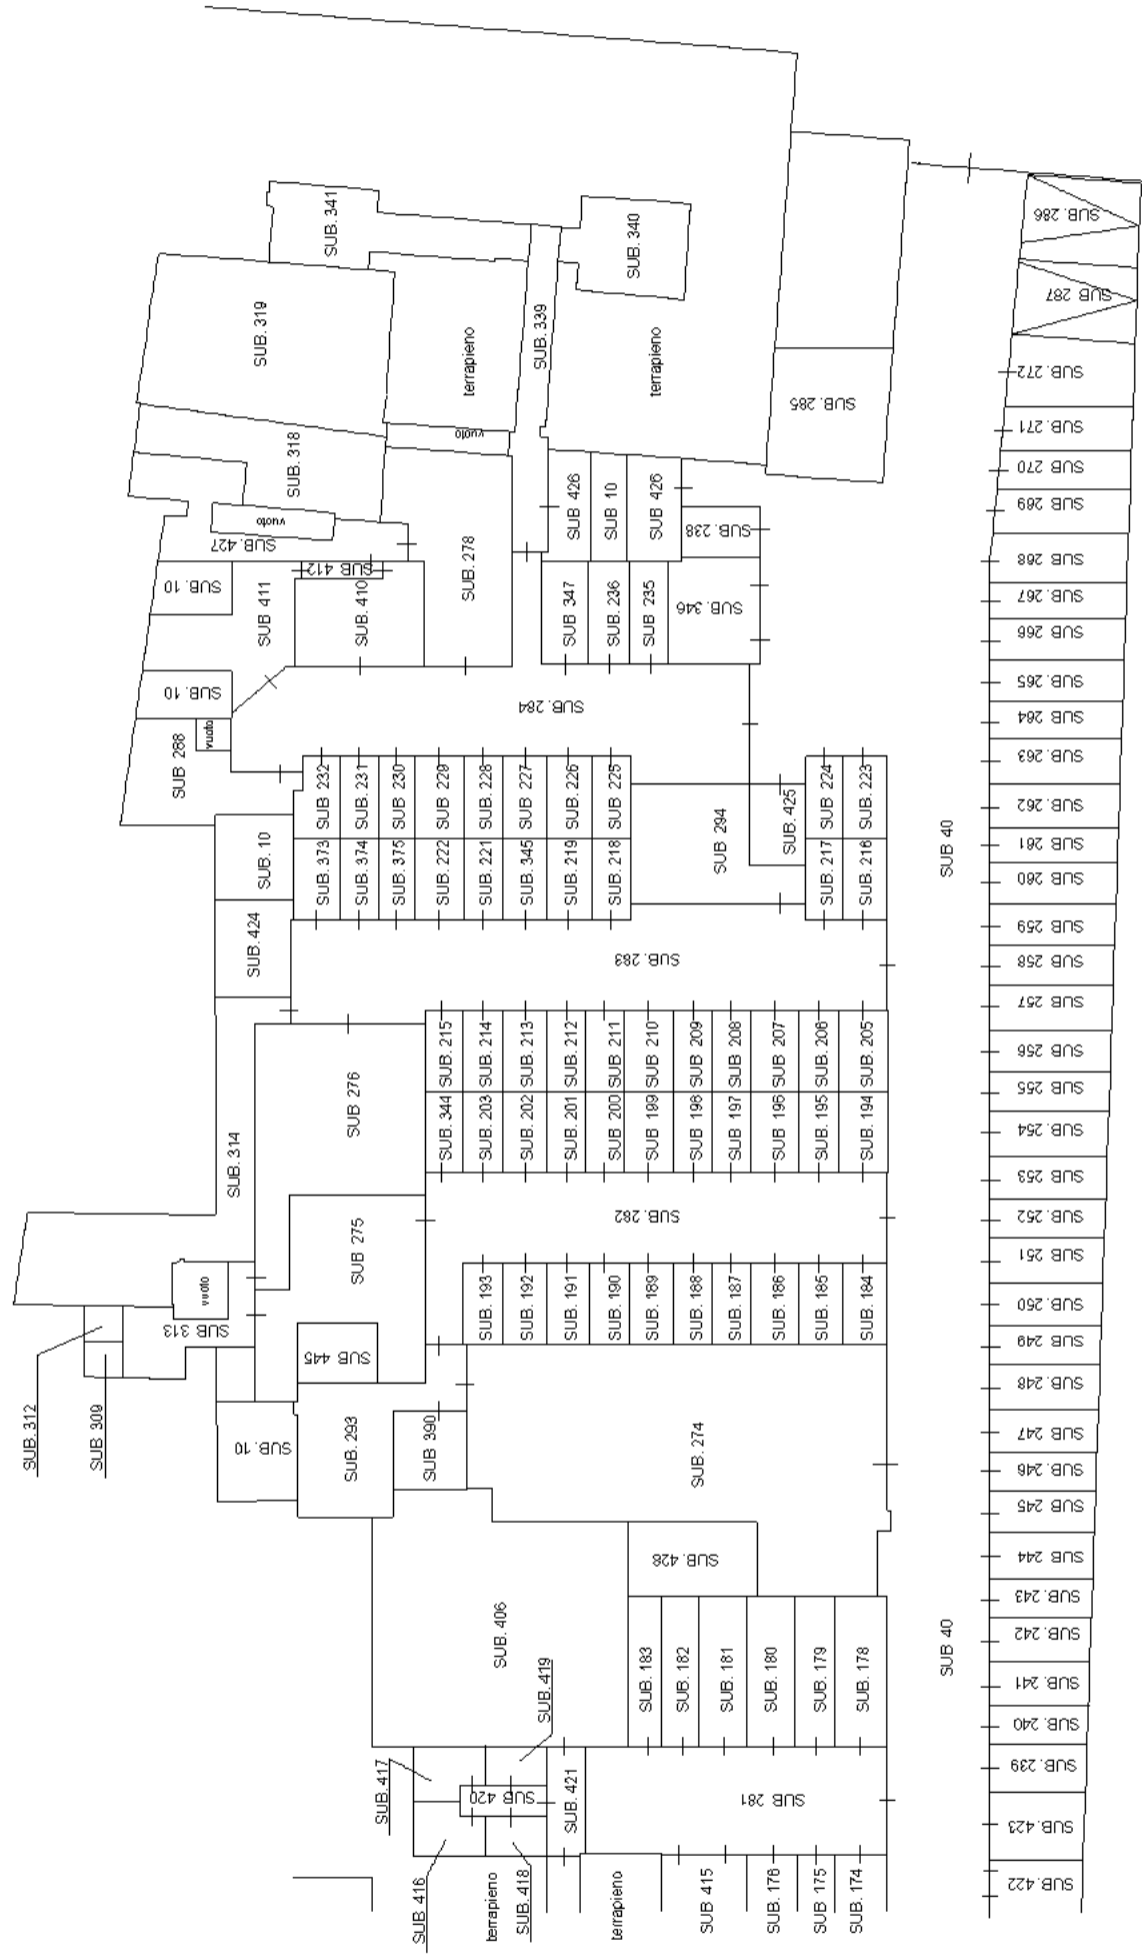 SUB. 341
SUB. 340
SUB. 286
SUB. 319
terrapieno
SUB. 339
terrapieno
SUB 287
SUB. 272
SUB. 285
SUB. 318
vuoto
SUB. 271
SUB 426
SUB 10
SUB 426
SUB 270
SUB 269
vuoto
SUB. 427
SUB. 278
SUB. 238
SUB. 10
SUB 411
SUB. 412
SUB.410
SUB 347
SUB. 236
SUB 235
SUB. 346
SUB. 268
SUB. 267
SUB. 266
SUB. 10
SUB. 284
SUB. 265
SUB. 264
SUB 288
vuoto
SUB. 263
SUB 232
SUB. 231
SUB 230
SUB 229
SUB. 228
SUB 227
SUB. 226
SUB. 225
SUB 294
SUB. 425
SUB 224
SUB. 223
SUB 40
SUB. 262
SUB. 10
SUB. 373
SUB. 374
SUB. 375
SUB. 222
SUB. 221
SUB. 345
SUB. 219
SUB. 218
SUB. 217
SUB. 216
SUB. 261
SUB 260
SUB. 424
SUB. 283
SUB 259
SUB. 258
SUB. 257
SUB. 215
SUB. 214
SUB. 213
SUB. 212
SUB 211
SUB. 210
SUB 209
SUB 208
SUB. 207
SUB. 206
SUB. 205
SUB 256
SUB 276
SUB. 255
SUB. 344
SUB. 203
SUB. 202
SUB. 201
SUB. 200
SUB 199
SUB. 198
SUB 197
SUB 196
SUB. 195
SUB. 194
SUB. 254
SUB. 314
SUB. 253
SUB 275
SUB. 282
SUB. 252
SUB 251
vuoto
SUB. 193
SUB. 192
SUB. 191
SUB. 190
SUB. 189
SUB. 188
SUB. 187
SUB. 186
SUB. 185
SUB. 184
SUB. 250
SUB 313
SUB 445
SUB. 249
SUB. 248
SUB. 312
SUB 309
SUB. 10
SUB.293
SUB 390
SUB. 274
SUB. 247
SUB. 246
SUB. 245
SUB. 428
SUB 244
SUB. 243
SUB. 406
SUB. 183
SUB. 182
SUB. 181
SUB. 180
SUB. 179
SUB. 178
SUB 40
SUB. 242
SUB. 241
SUB. 240
SUB. 419
SUB. 417
SUB. 420
SUB. 421
SUB 281
SUB. 239
SUB. 423
SUB 416
terrapieno
SUB. 418
terrapieno
SUB 415
SUB. 176
SUB 175
SUB. 174
SUB. 422